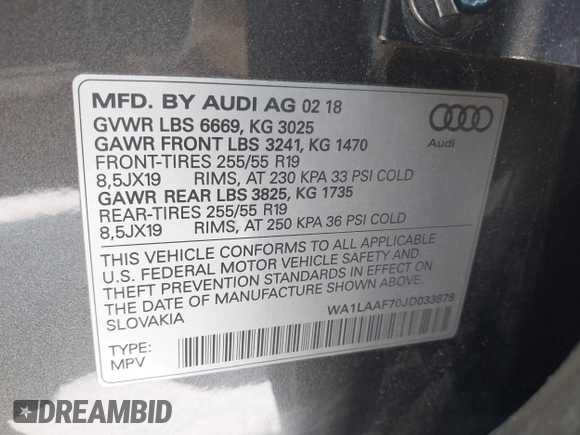 MFD. BY AUDI AG 02 18
GVWR LBS 6669, KG 3025
GAWR FRONT LBS 3241, KG 1470
FRONT-TIRES 255/55 R19
8,5JX19 RIMS, AT 230 KPA 33 PSI COLD
GAWR REAR LBS 3825, KG 1735
REAR-TIRES 255/55 R19
8,5JX19 RIMS, AT 250 KPA 36 PSI COLD
Audi
THIS VEHICLE CONFORMS TO ALL APPLICABLE
U.S. FEDERAL MOTOR VEHICLE SAFETY AND
THEFT PREVENTION STANDARDS IN EFFECT ON
THE DATE OF MANUFACTURE SHOWN ABOVE.
SLOVAKIA
WA1LAAF70JD033878
TYPE:
MPV
DREAMBID